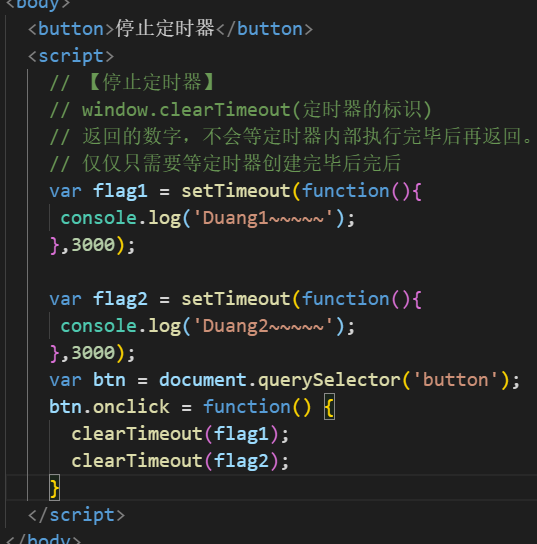 <body>
<button>停止定时器</button>
<script>
// 【停止定时器】
// window.clearTimeout(定时器的标识)
// 返回的数字，不会等定时器内部执行完毕后再返回。
// 仅仅只需要等定时器创建完毕后完后
var flag1 = setTimeout(function(){
console.log('Duang1~~~~~');
},3000);
var flag2 = setTimeout(function(){
console.log('Duang2~~~~~');
},3000);
var btn = document.querySelector('button');
btn.onclick = function() {
clearTimeout(flag1);
clearTimeout(flag2);
}
</script>
</body>